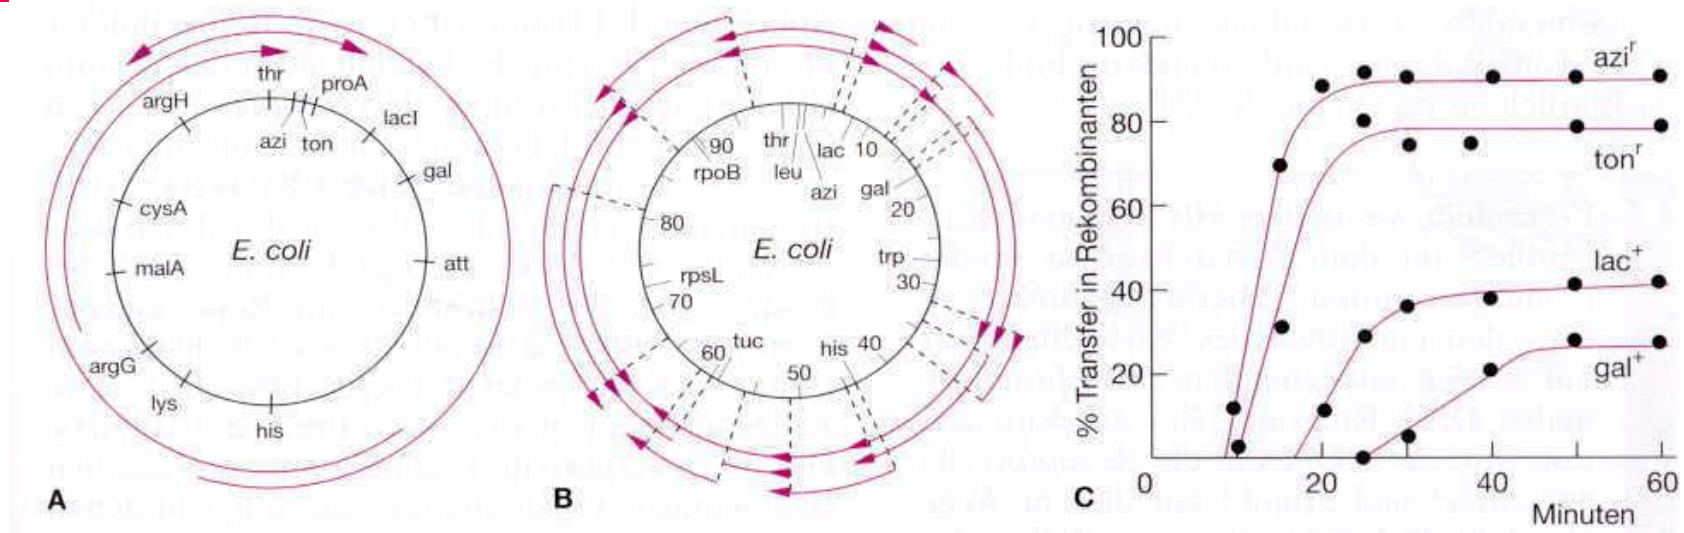 thr
proA
argH
lacI
azi
ton
gal
cysA
E. coli
att
malA
argG
lys
his
A
thr
lac
10
90
rpoB
leu
azi
gal
20
80
E. coli
trp
30
rpsL
70
tuc
60
his
40
50
B
100
80
60
40
20
% Transfer in Rekombinanten
azi^r
ton^r
lac^+
gal^+
C
0
20
40
60
Minuten